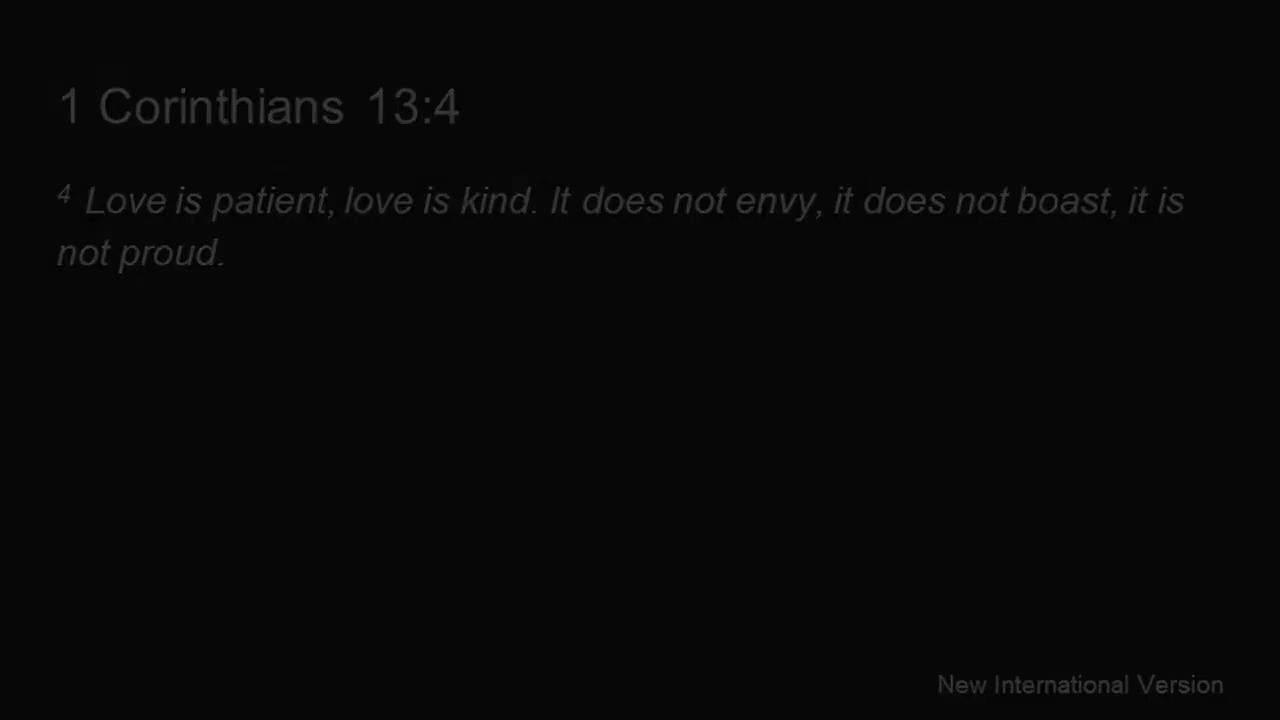 1 Corinthians 13:4
4 Love is patient, love is kind. It does not envy, it does not boast, it is
not proud.
New International Version